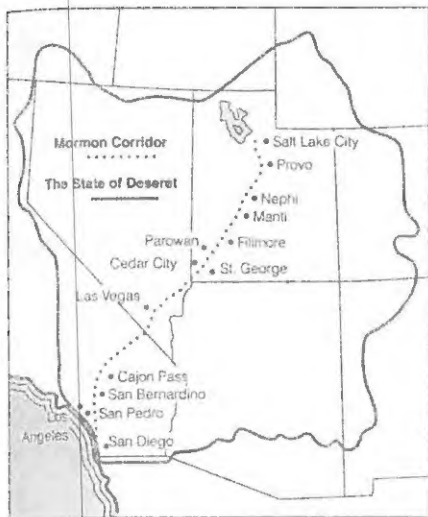 Mormon Corridor
The State of Deseret
Salt Lake City
Provo
Nephi
Manti
Parowan
Fillmore
Cedar City
St. George
Las Vegas
Cajon Pass
San Bernardino
San Pedro
Los
Angeles
San Diego